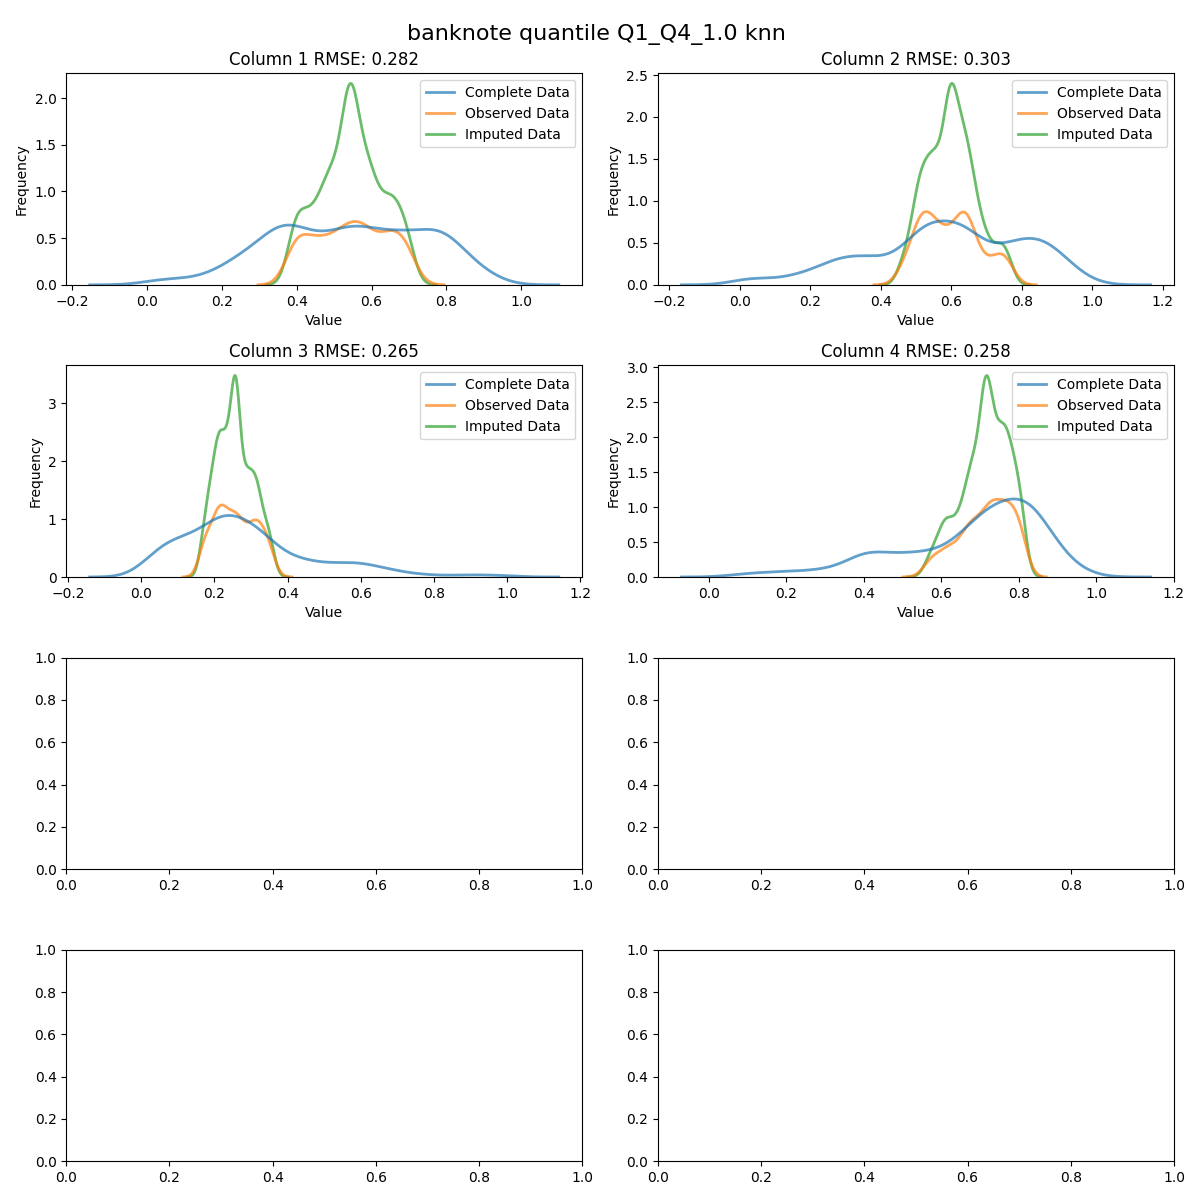 banknote quantile Q1_Q4_1.0 knn
Column 1 RMSE: 0.282
Complete Data
Observed Data
Imputed Data
Frequency
2.0
1.5
1.0
0.5
0.0
−0.2 0.0 0.2 0.4 0.6 0.8 1.0
Value
Column 2 RMSE: 0.303
Complete Data
Observed Data
Imputed Data
Frequency
2.5
2.0
1.5
1.0
0.5
0.0
−0.2 0.0 0.2 0.4 0.6 0.8 1.0 1.2
Value
Column 3 RMSE: 0.265
Complete Data
Observed Data
Imputed Data
Frequency
3
2
1
0
−0.2 0.0 0.2 0.4 0.6 0.8 1.0 1.2
Value
Column 4 RMSE: 0.258
Complete Data
Observed Data
Imputed Data
Frequency
3.0
2.5
2.0
1.5
1.0
0.5
0.0
0.0 0.2 0.4 0.6 0.8 1.0 1.2
Value
1.0
0.8
0.6
0.4
0.2
0.0
0.0 0.2 0.4 0.6 0.8 1.0
1.0
0.8
0.6
0.4
0.2
0.0
0.0 0.2 0.4 0.6 0.8 1.0
1.0
0.8
0.6
0.4
0.2
0.0
0.0 0.2 0.4 0.6 0.8 1.0
1.0
0.8
0.6
0.4
0.2
0.0
0.0 0.2 0.4 0.6 0.8 1.0